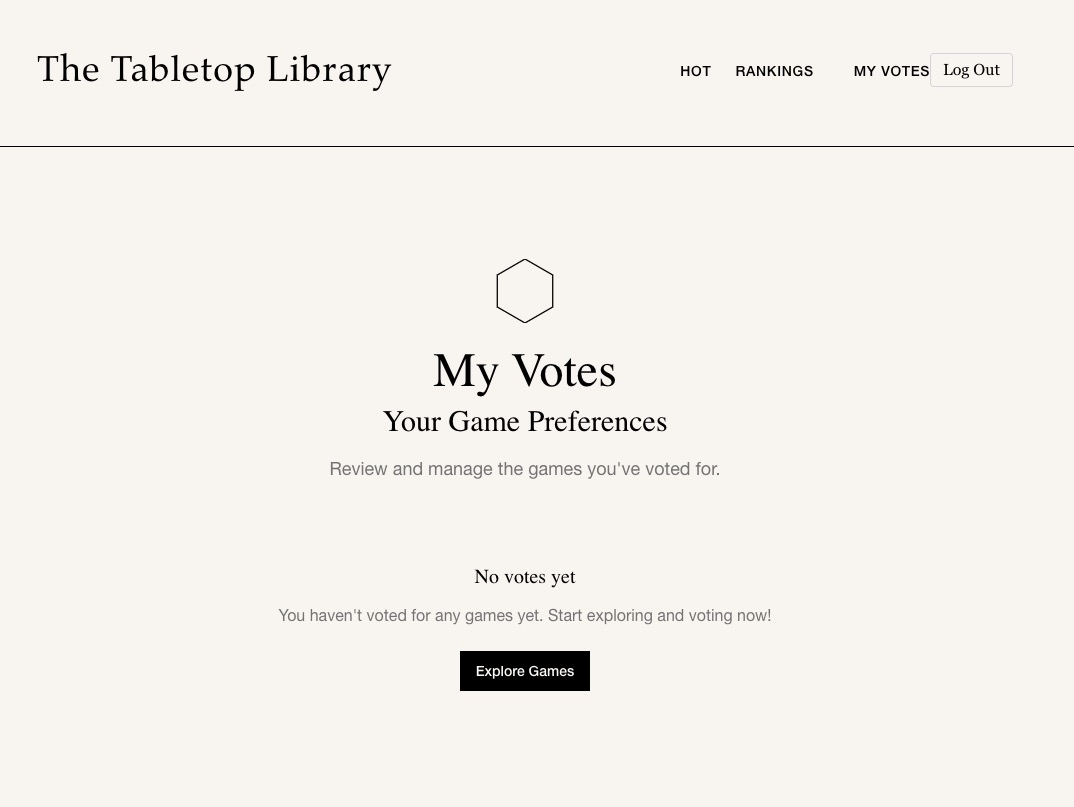 The Tabletop Library
HOT RANKINGS MY VOTES Log Out
My Votes
Your Game Preferences
Review and manage the games you've voted for.
No votes yet
You haven't voted for any games yet. Start exploring and voting now!
Explore Games